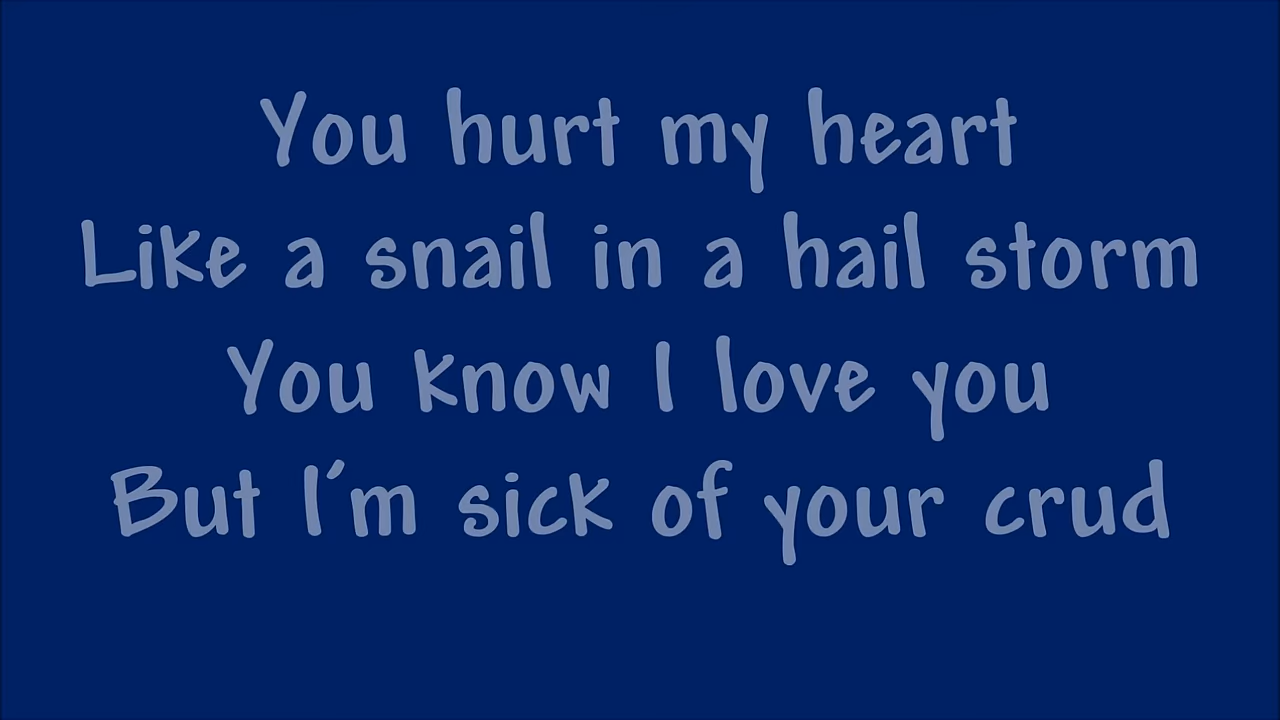 You hurt my heart
Like a snail in a hail storm
You know I love you
But I'm sick of your crud